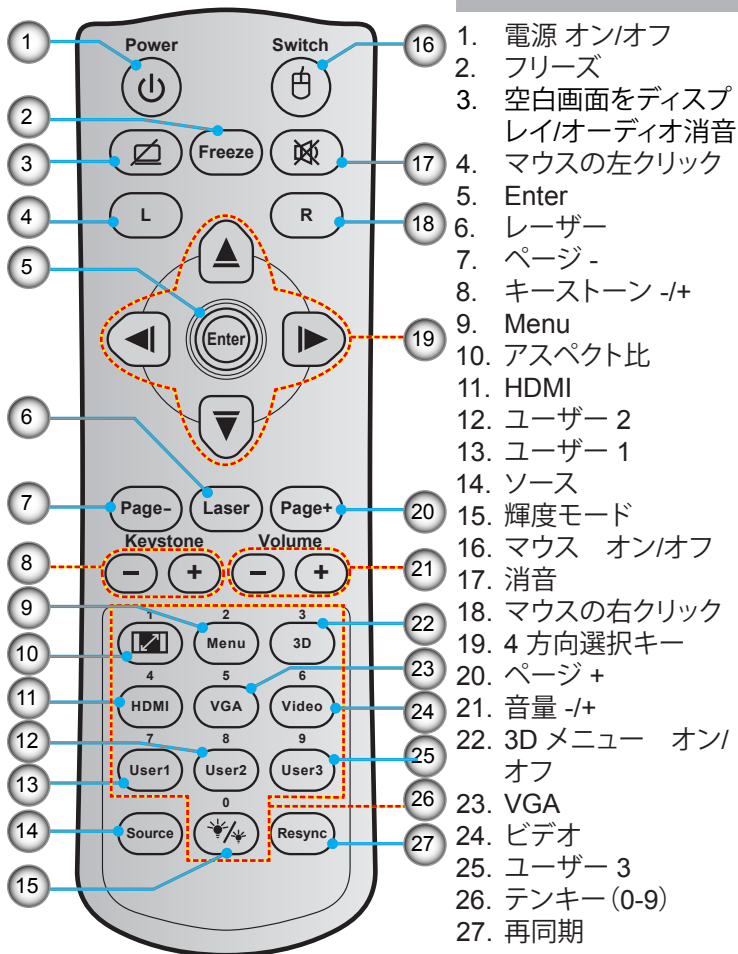 Power
Switch
1
16
2
Freeze
3
17
4
L
R
18
5
Enter
19
6
7
Page-
Laser
Page+
20
Keystone
Volume
8
− +
− +
21
9
1
2
3
22
10
Menu
3D
4
5
6
23
11
HDMI
VGA
Video
24
12
7
8
9
25
13
User1
User2
User3
0
26
14
Source
Resync
27
15
1. 電源 オン/オフ
2. フリーズ
3. 空白画面をディスプ
レイ/オーディオ消音
4. マウスの左クリック
5. Enter
6. レーザー
7. ページ -
8. キーストーン -/+
9. Menu
10. アスペクト比
11. HDMI
12. ユーザー 2
13. ユーザー 1
14. ソース
15. 輝度モード
16. マウス　オン/オフ
17. 消音
18. マウスの右クリック
19. 4 方向選択キー
20. ページ +
21. 音量 -/+
22. 3D メニュー　オン/
オフ
23. VGA
24. ビデオ
25. ユーザー 3
26. テンキー（0-9）
27. 再同期